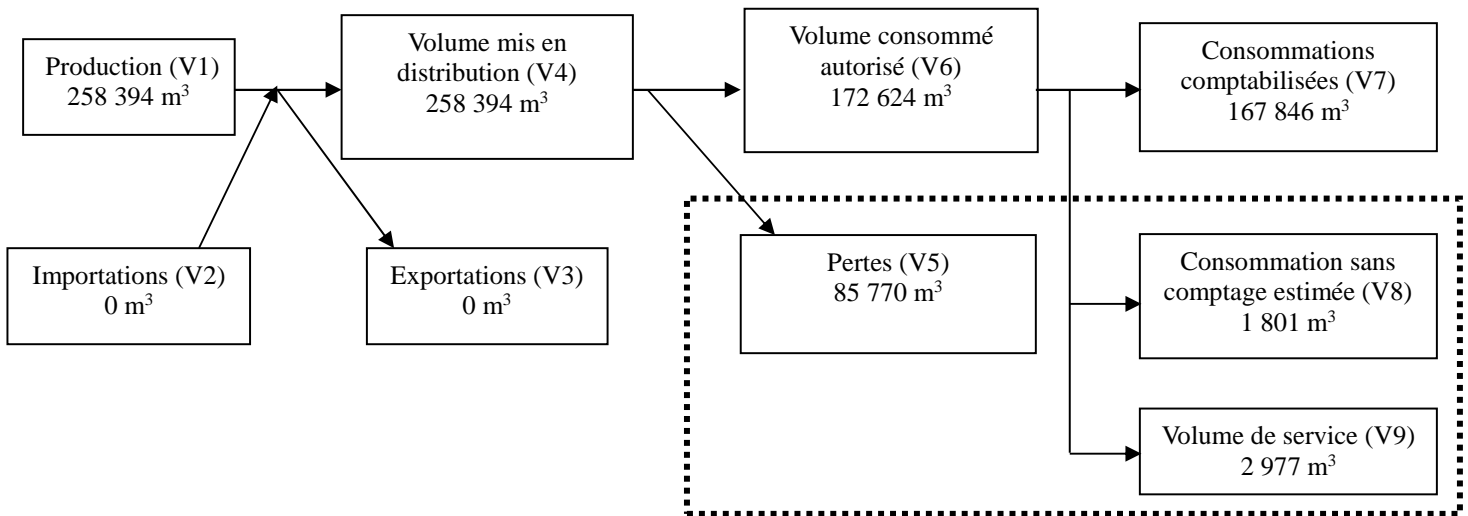 Production (V1)
258 394 m³
Volume mis en
distribution (V4)
258 394 m³
Volume consommé
autorisé (V6)
172 624 m³
Consommations
comptabilisées (V7)
167 846 m³
Importations (V2)
0 m³
Exportations (V3)
0 m³
Pertes (V5)
85 770 m³
Consommation sans
comptage estimée (V8)
1 801 m³
Volume de service (V9)
2 977 m³